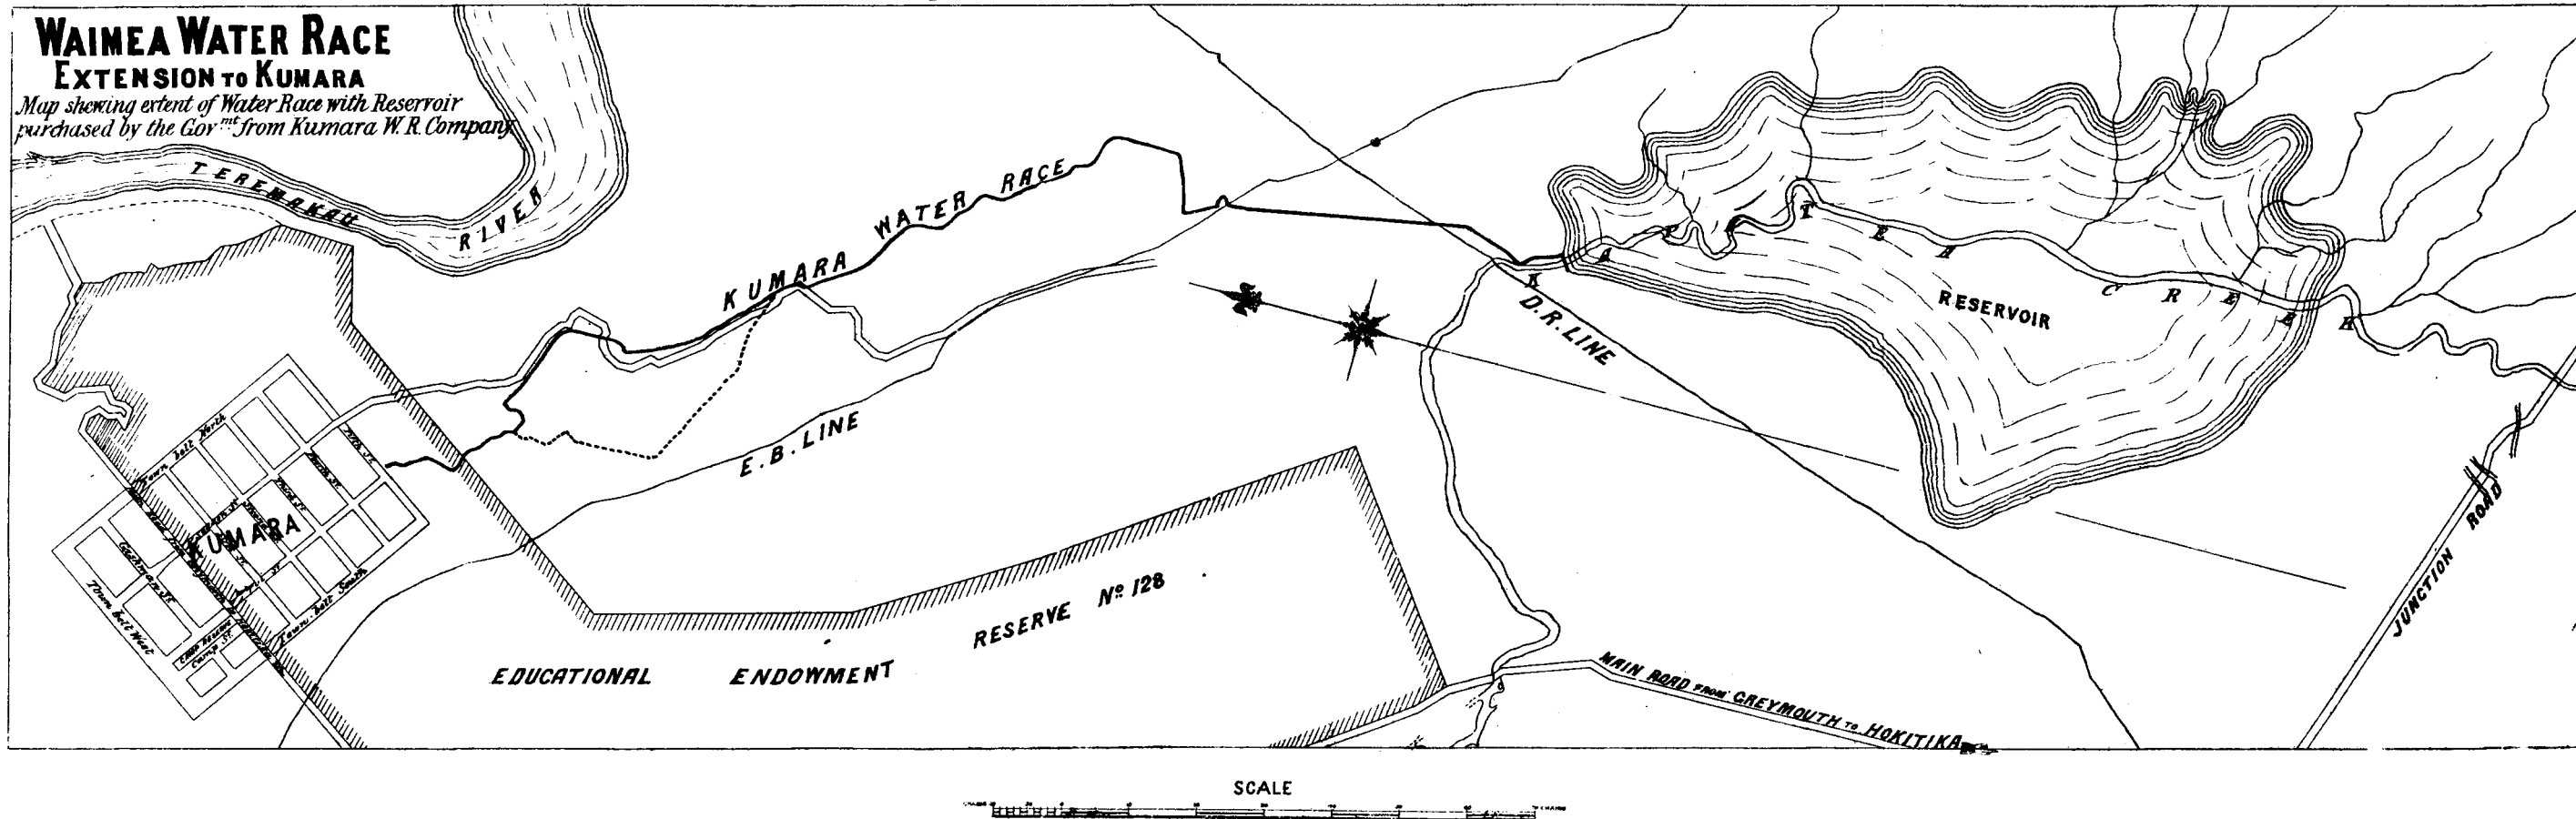 WAIMEA WATER RACE
EXTENSION TO KUMARA
Map shewing extent of Water Race with Reservoir
purchased by the Govmt from Kumara W.R. Company
TEREMAKAU
RIVER
KUMARA WATER RACE
E.B. LINE
D.R. LINE
KAPITEA CREEK
RESERVOIR
JUNCTION ROAD
MAIN ROAD FROM GREYMOUTH TO HOKITIKA
EDUCATIONAL ENDOWMENT RESERVE No 128
KUMARA
Town belt North
Town belt West
Town belt South
Camp St
SCALE